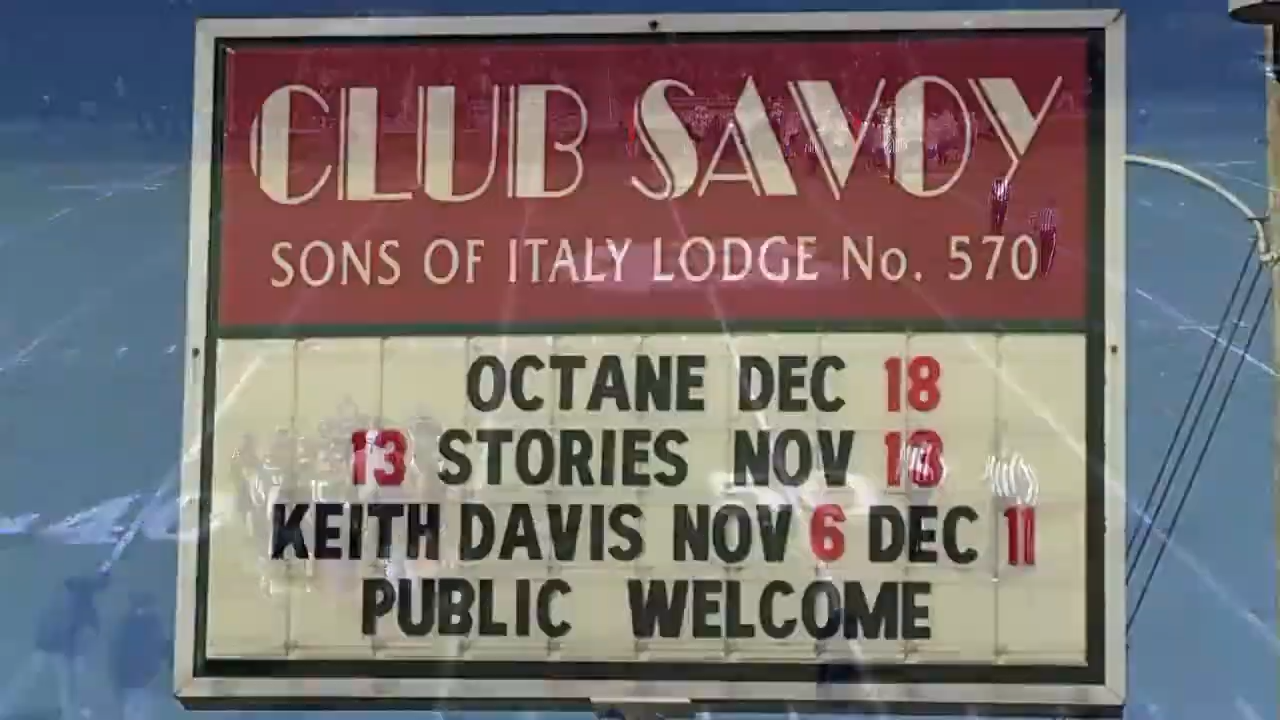 CLUB SAVOY
SONS OF ITALY LODGE No. 570
OCTANE DEC 18
13 STORIES NOV 13
KEITH DAVIS NOV 6 DEC 11
PUBLIC WELCOME